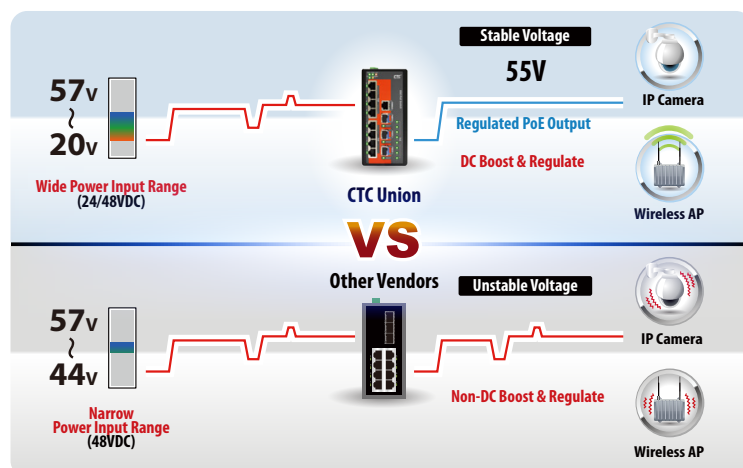 Stable Voltage
57V
~
20V
55V
IP Camera
Regulated PoE Output
DC Boost & Regulate
Wide Power Input Range
(24/48VDC)
CTC Union
Wireless AP
VS
Other Vendors
Unstable Voltage
57V
~
44V
IP Camera
Non-DC Boost & Regulate
Narrow
Power Input Range
(48VDC)
Wireless AP